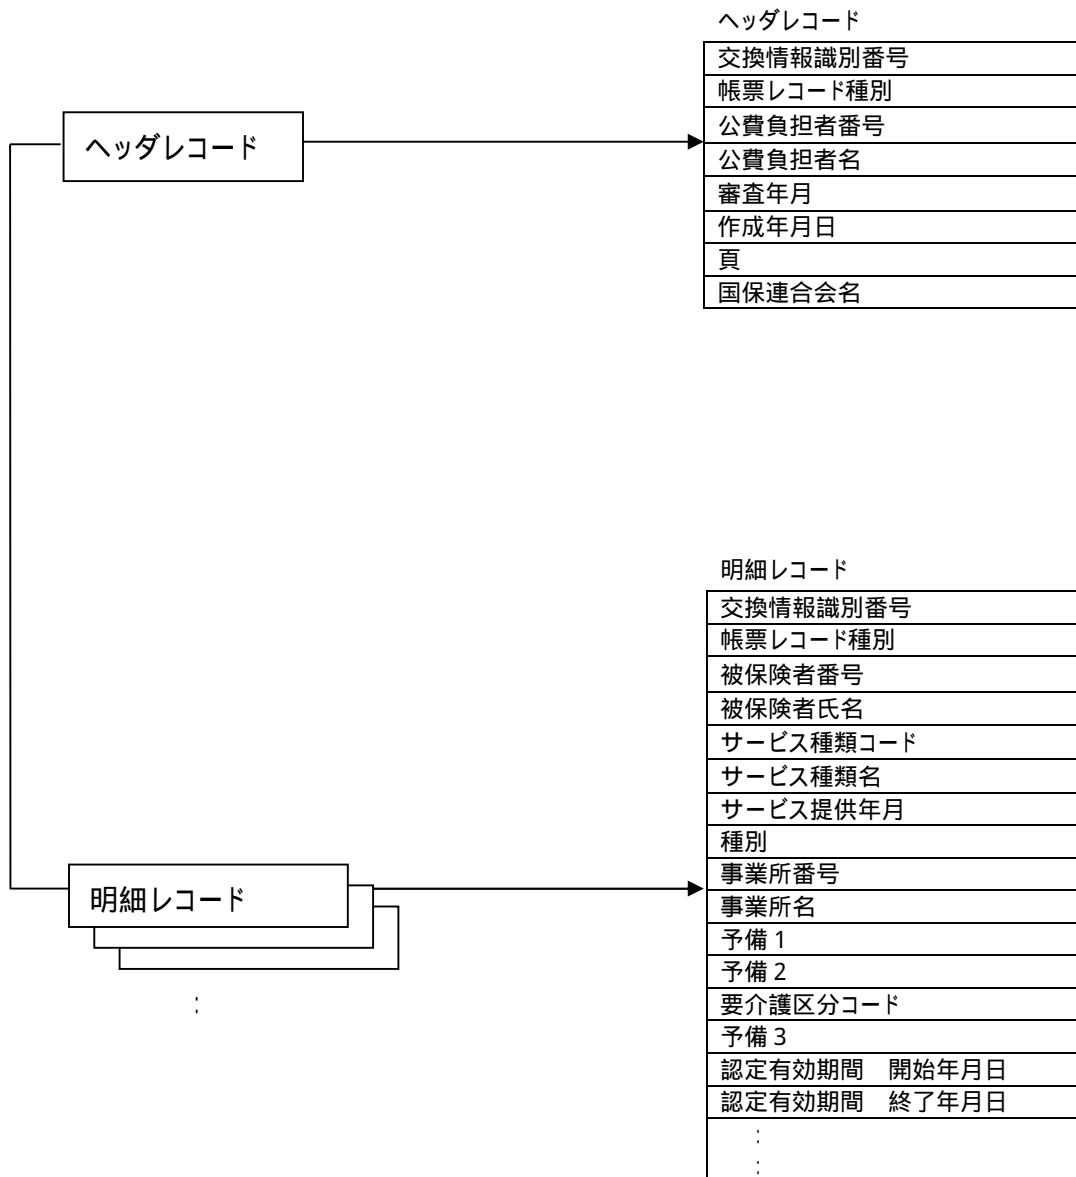 ヘッダレコード
交換情報識別番号
帳票レコード種別
公費負担者番号
公費負担者名
審査年月
作成年月日
頁
国保連合会名
ヘッダレコード
明細レコード
交換情報識別番号
帳票レコード種別
被保険者番号
被保険者氏名
サービス種類コード
サービス種類名
サービス提供年月
種別
事業所番号
事業所名
予備 1
予備 2
要介護区分コード
予備 3
認定有効期間　開始年月日
認定有効期間　終了年月日
:
:
明細レコード
: